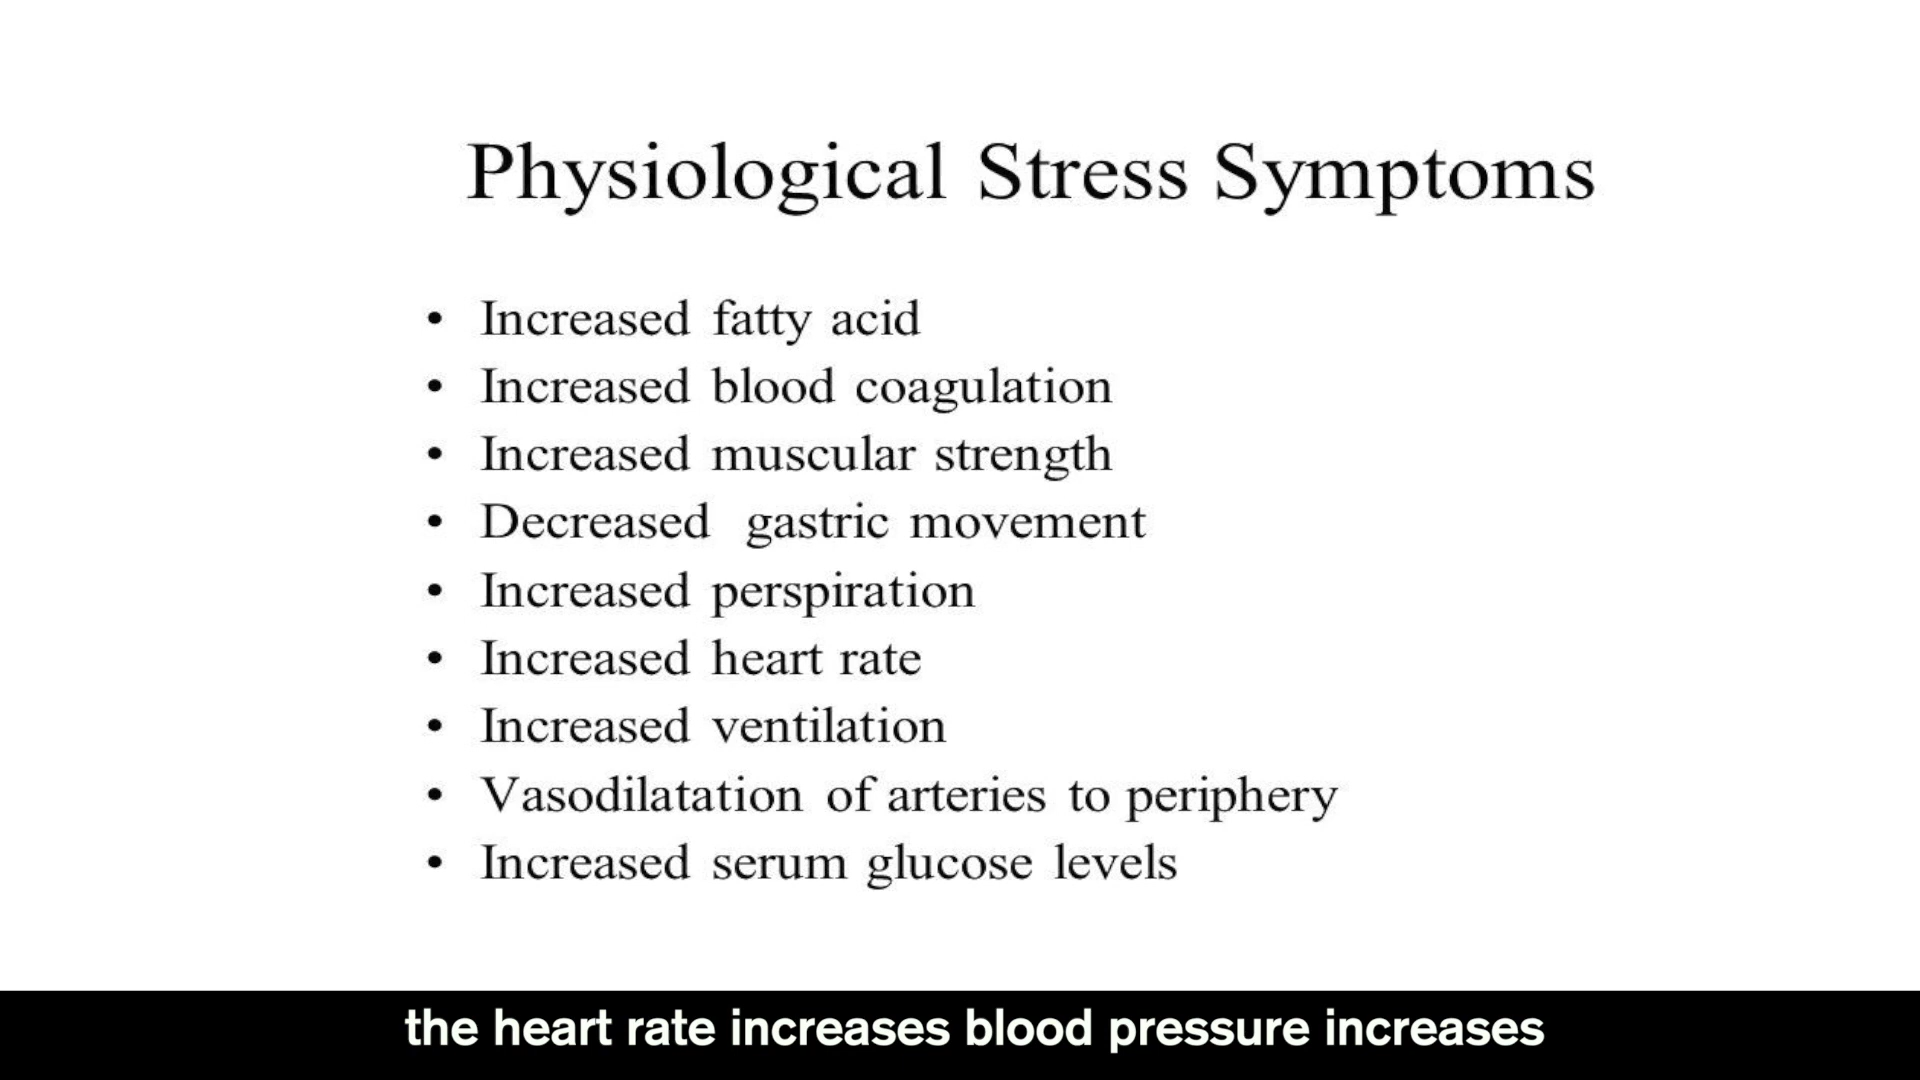 Physiological Stress Symptoms
• Increased fatty acid
• Increased blood coagulation
• Increased muscular strength
• Decreased gastric movement
• Increased perspiration
• Increased heart rate
• Increased ventilation
• Vasodilatation of arteries to periphery
• Increased serum glucose levels
the heart rate increases blood pressure increases